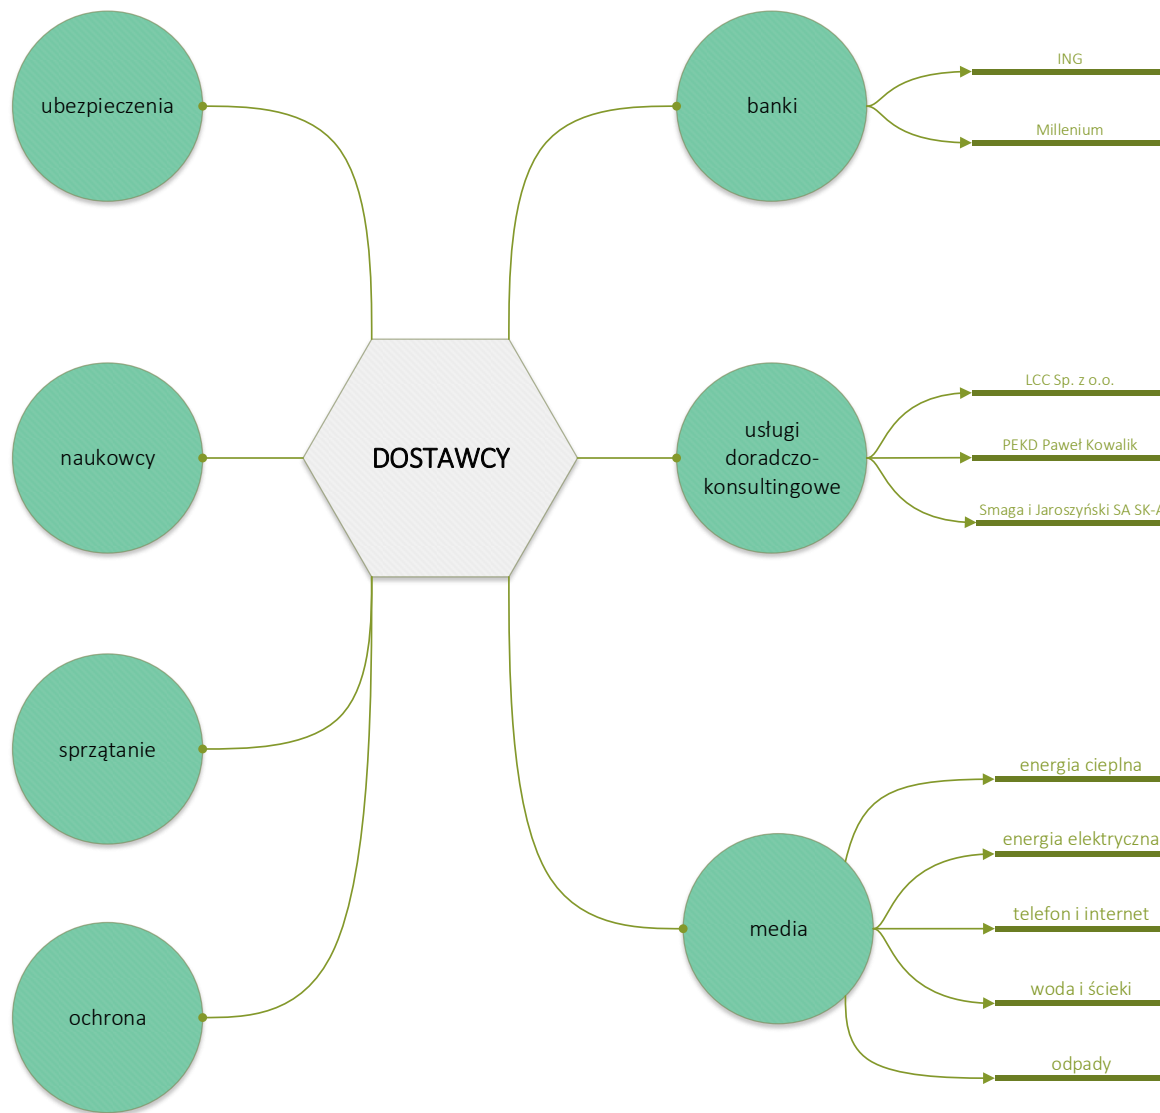 ubezpieczenia
naukowcy
sprzątanie
ochrona
DOSTAWCY
banki
ING
Millenium
usługi
doradczo-
konsultingowe
LCC Sp. z o.o.
PEKD Paweł Kowalik
Smaga i Jaroszyński SA SK-A
media
energia cieplna
energia elektryczna
telefon i internet
woda i ścieki
odpady